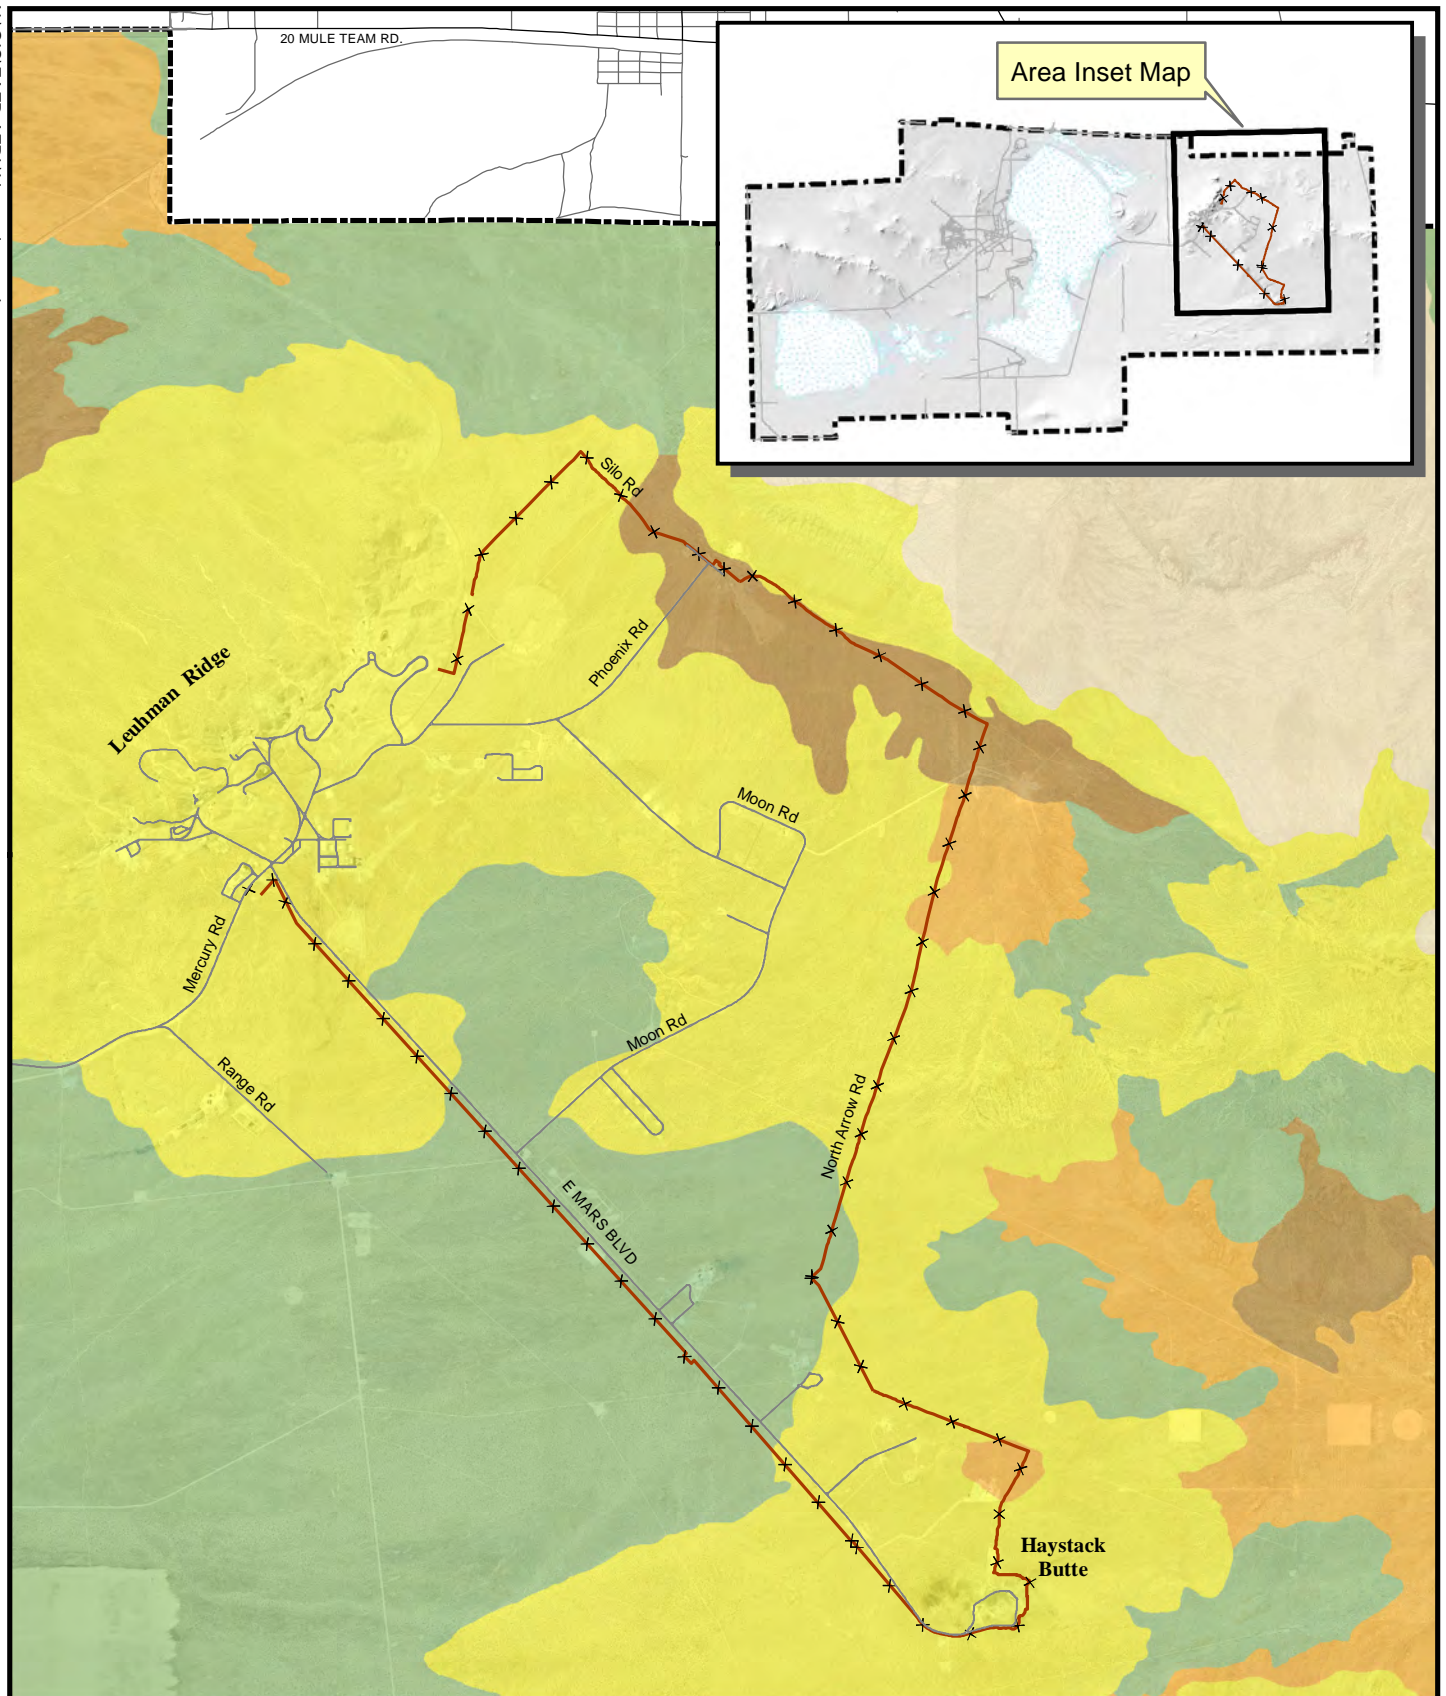 20 MULE TEAM RD.
Area Inset Map
Silo Rd
Phoenix Rd
Leuhman Ridge
Moon Rd
Mercury Rd
Moon Rd
Range Rd
North Arrow Rd
E MARS BLVD
Haystack
Butte